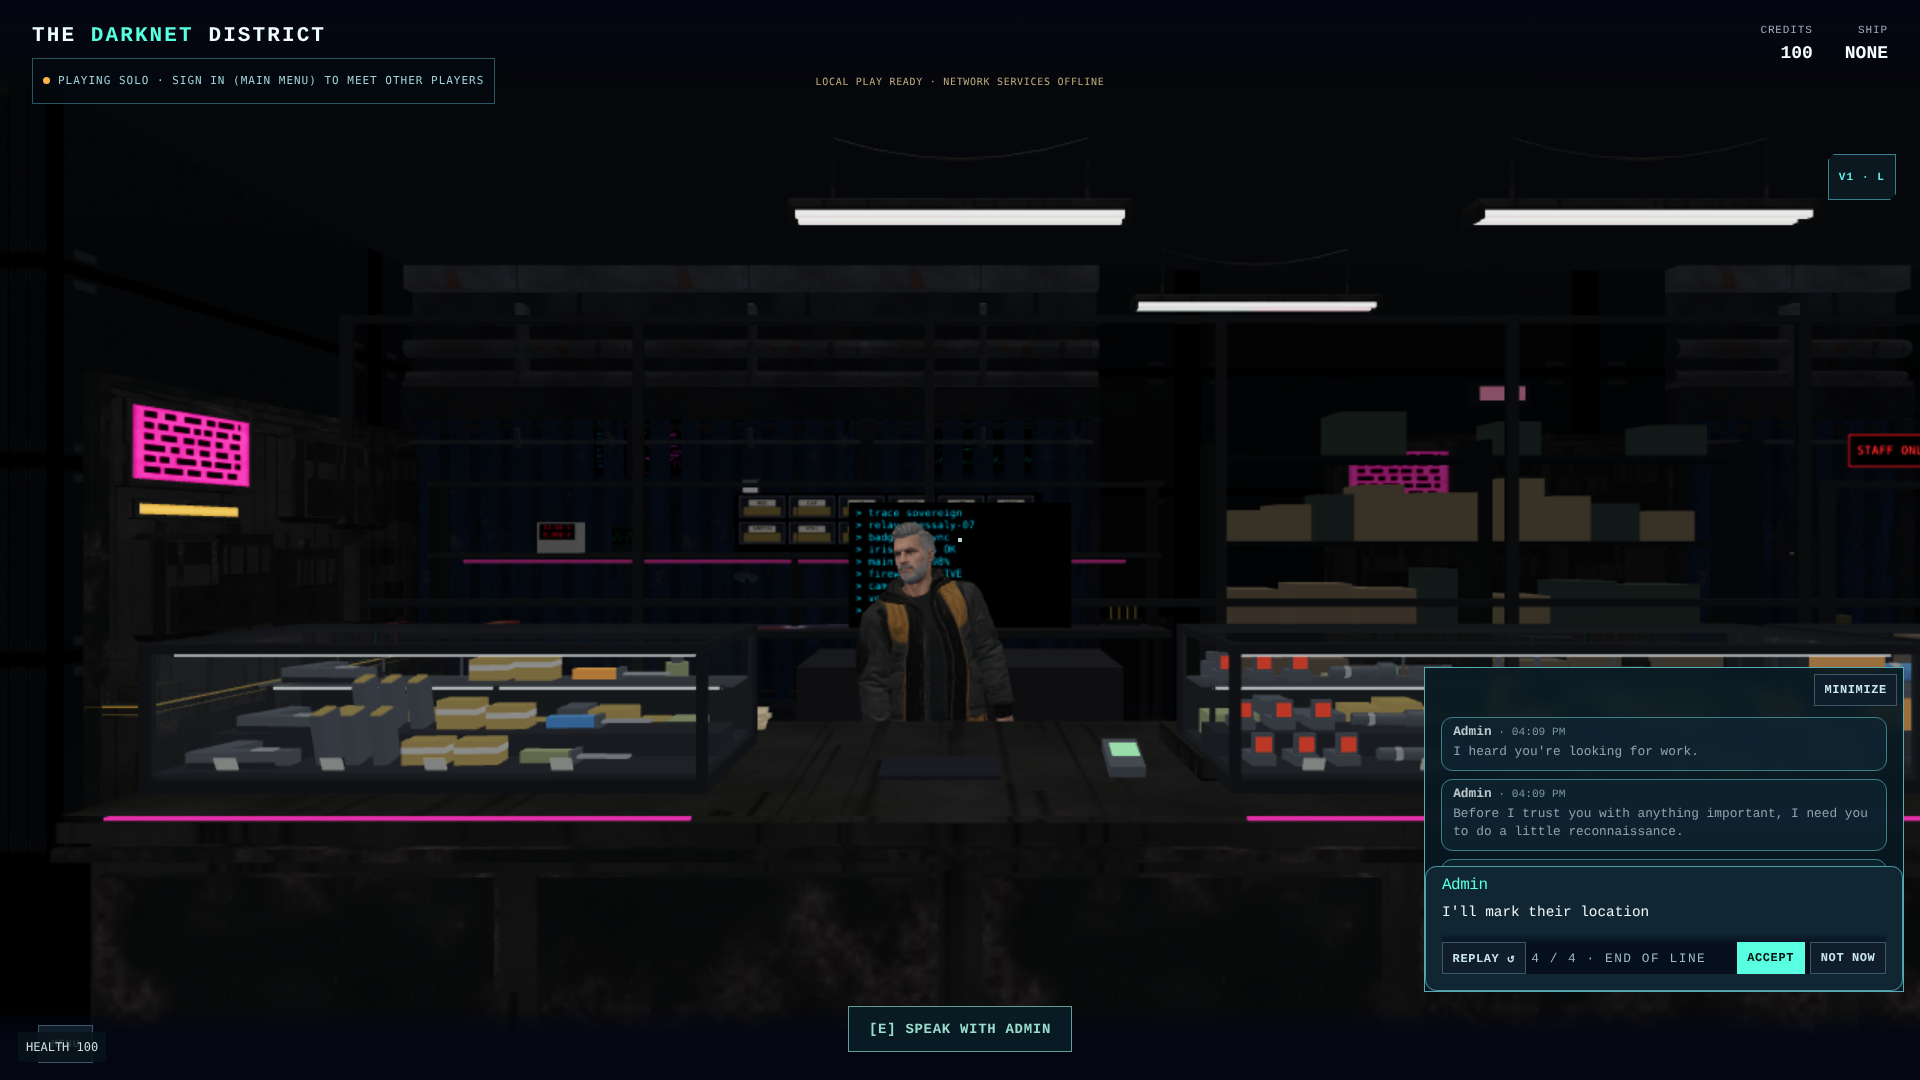 THE DARKNET DISTRICT
PLAYING SOLO · SIGN IN (MAIN MENU) TO MEET OTHER PLAYERS
LOCAL PLAY READY · NETWORK SERVICES OFFLINE
CREDITS
100
SHIP
NONE
V1 · L
STAFF
> trace sovereign
MINIMIZE
Admin · 04:09 PM
I heard you're looking for work.
Admin · 04:09 PM
Before I trust you with anything important, I need you
to do a little reconnaissance.
Admin
I'll mark their location
REPLAY ↺
4 / 4 · END OF LINE
ACCEPT
NOT NOW
[E] SPEAK WITH ADMIN
HEALTH 100